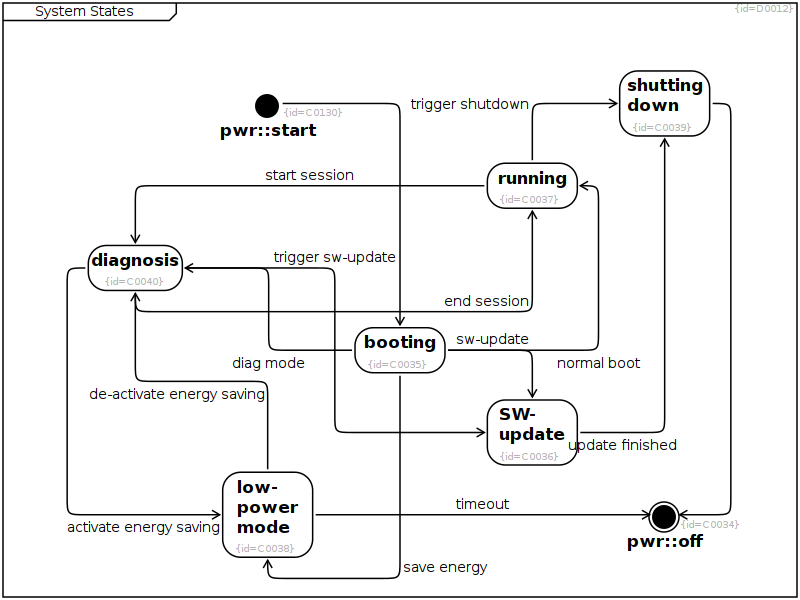 System States
{id=D0012}
shutting
down
{id=C0039}
trigger shutdown
{id=C0130}
pwr::start
start session
running
{id=C0037}
diagnosis
{id=C0040}
trigger sw-update
end session
booting
{id=C0035}
sw-update
diag mode
normal boot
de-activate energy saving
SW-
update
{id=C0036}
update finished
low-
power
mode
{id=C0038}
timeout
activate energy saving
{id=C0034}
pwr::off
save energy